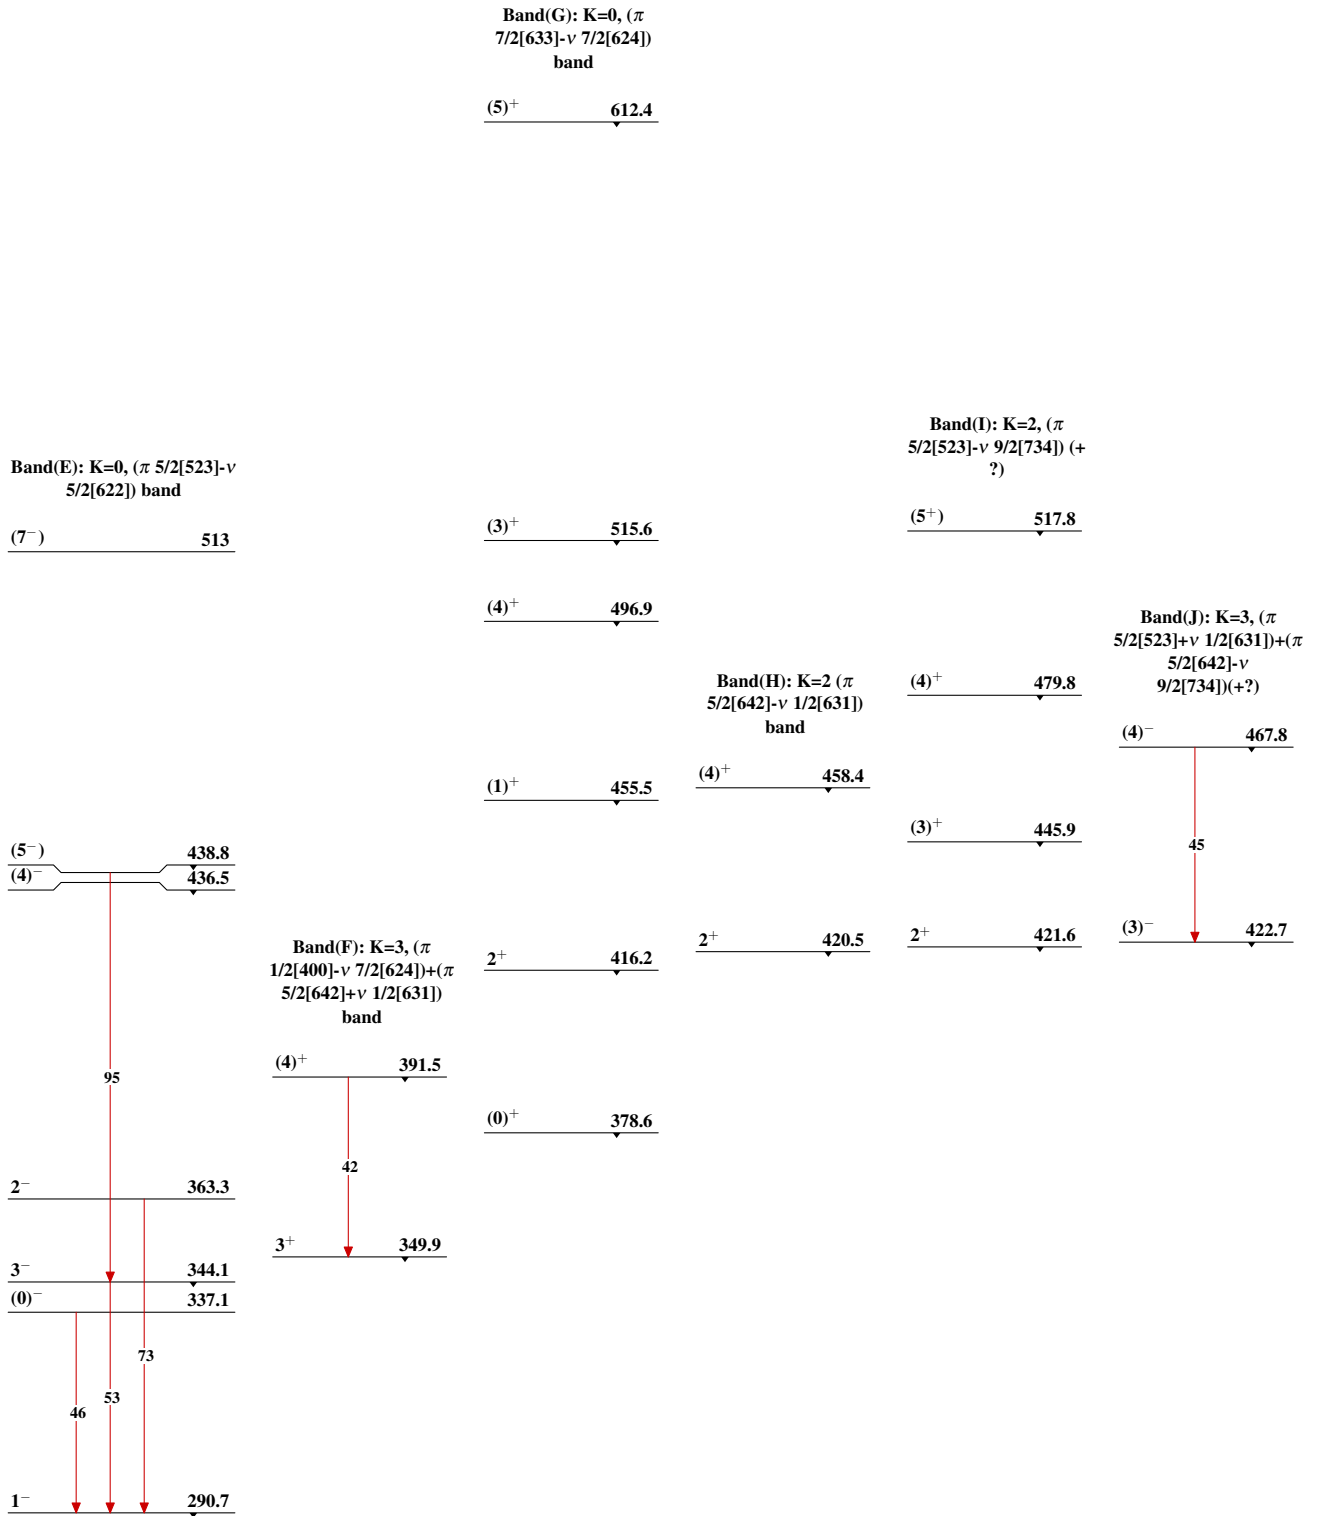 Band(G): K=0, (π
7/2[633]-ν 7/2[624])
band
(5)⁺ 612.4
(3)⁺ 515.6
(4)⁺ 496.9
(1)⁺ 455.5
2⁺ 416.2
(0)⁺ 378.6
Band(E): K=0, (π 5/2[523]-ν
5/2[622]) band
(7⁻) 513
(5⁻) 438.8
(4)⁻ 436.5
95
2⁻ 363.3
3⁻ 344.1
(0)⁻ 337.1
73
53
46
1⁻ 290.7
Band(F): K=3, (π
1/2[400]-ν 7/2[624])+(π
5/2[642]+ν 1/2[631])
band
(4)⁺ 391.5
42
3⁺ 349.9
Band(H): K=2 (π
5/2[642]-ν 1/2[631])
band
(4)⁺ 458.4
2⁺ 420.5
Band(I): K=2, (π
5/2[523]-ν 9/2[734]) (+
?)
(5⁺) 517.8
(4)⁺ 479.8
(3)⁺ 445.9
2⁺ 421.6
Band(J): K=3, (π
5/2[523]+ν 1/2[631])+(π
5/2[642]-ν
9/2[734])(+?)
(4)⁻ 467.8
45
(3)⁻ 422.7